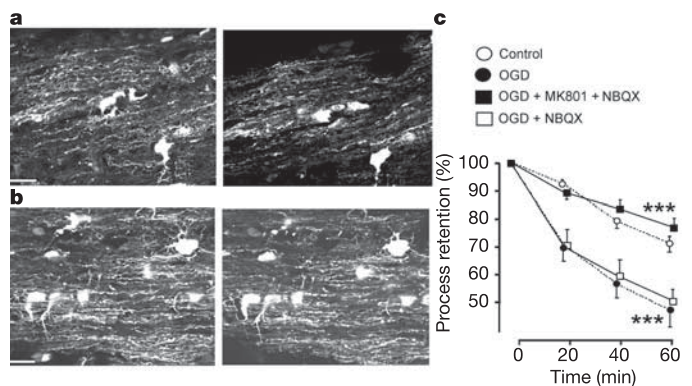 a
b
c
Control
OGD
OGD + MK801 + NBQX
OGD + NBQX
Process retention (%)
100
90
80
70
60
50
***
***
0
20
40
60
Time (min)